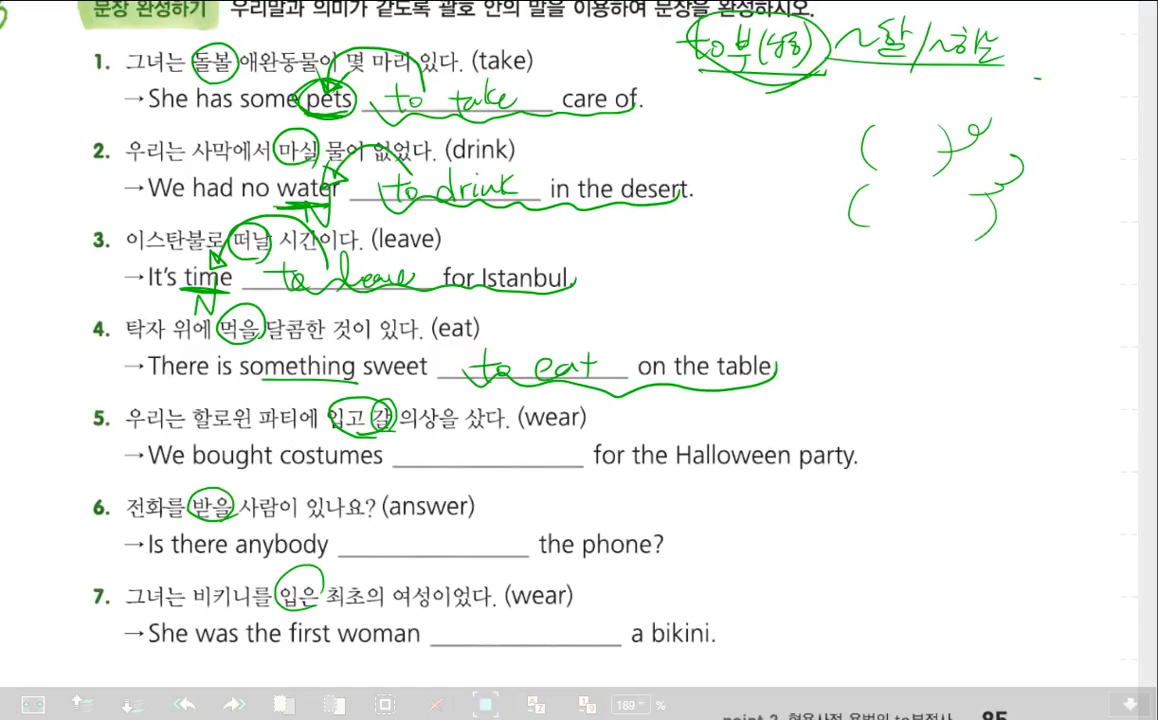 문장 완성하기 우리말과 의미가 같도록 괄호 안의 말을 이용하여 문장을 완성하시오.
to부( ) ~할/~하는
1. 그녀는 돌볼 애완동물이 몇 마리 있다. (take)
→ She has some pets to take care of.
2. 우리는 사막에서 마실 물이 없었다. (drink)
→ We had no water to drink in the desert.
N
3. 이스탄불로 떠날 시간이다. (leave)
→ It's time to leave for Istanbul.
N
4. 탁자 위에 먹을 달콤한 것이 있다. (eat)
→ There is something sweet to eat on the table.
5. 우리는 할로윈 파티에 입고 갈 의상을 샀다. (wear)
→ We bought costumes ____________ for the Halloween party.
6. 전화를 받을 사람이 있나요? (answer)
→ Is there anybody ____________ the phone?
7. 그녀는 비키니를 입은 최초의 여성이었다. (wear)
→ She was the first woman ____________ a bikini.
189 %
point 2 형용사적 용법의 to부정사 85